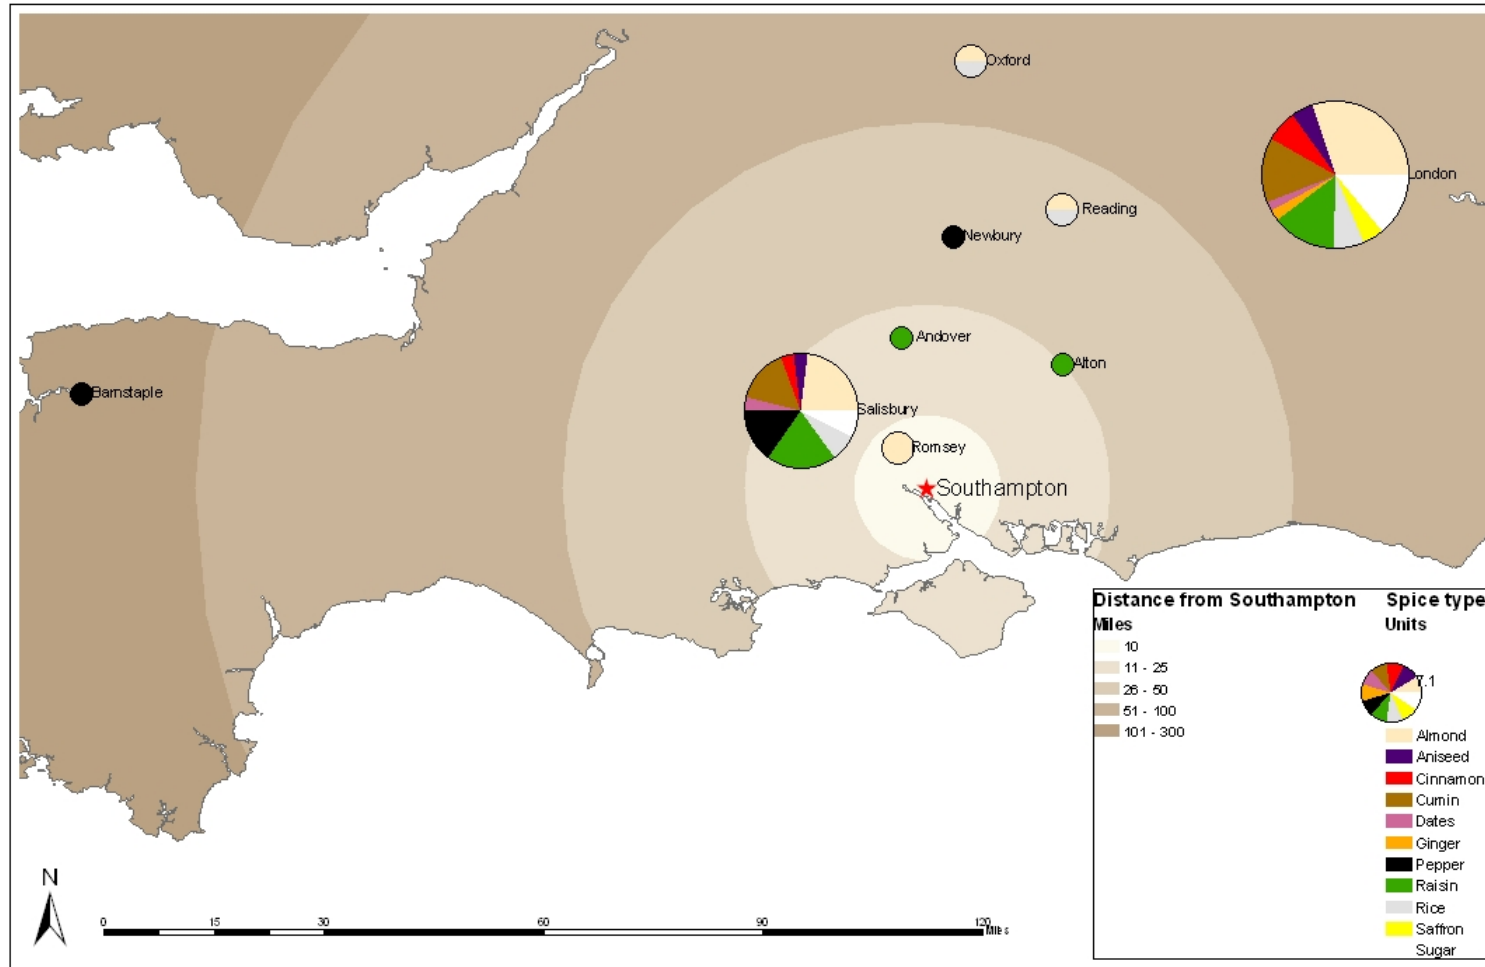 Oxford
London
Reading
Newbury
Andover
Alton
Barnstaple
Salisbury
Romsey
Southampton
Distance from Southampton
Miles
10
11 - 25
26 - 50
51 - 100
101 - 300
Spice type
Units
7.1
Almond
Aniseed
Cinnamon
Cumin
Dates
Ginger
Pepper
Raisin
Rice
Saffron
Sugar
N
0 15 30 60 90 120
Miles